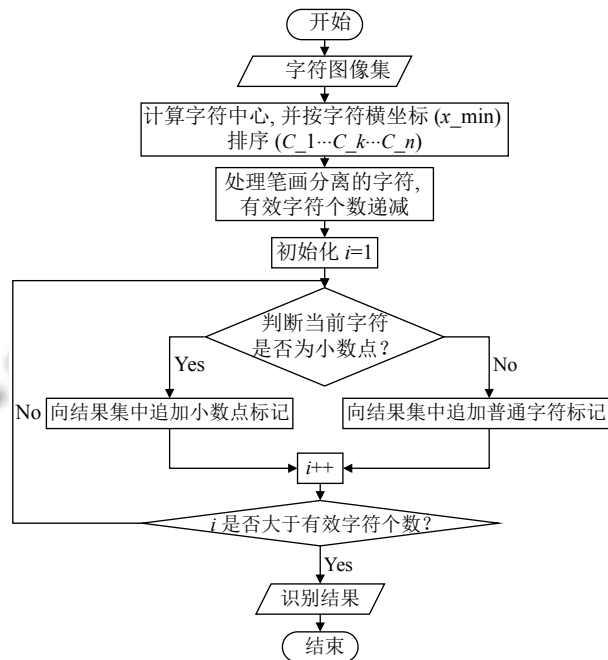 开始
字符图像集
计算字符中心, 并按字符横坐标 (x_min)
排序 (C_1···C_k···C_n)
处理笔画分离的字符,
有效字符个数递减
初始化 i=1
判断当前字符
是否为小数点?
Yes
No
No
向结果集中追加小数点标记
向结果集中追加普通字符标记
i++
i 是否大于有效字符个数?
Yes
识别结果
结束